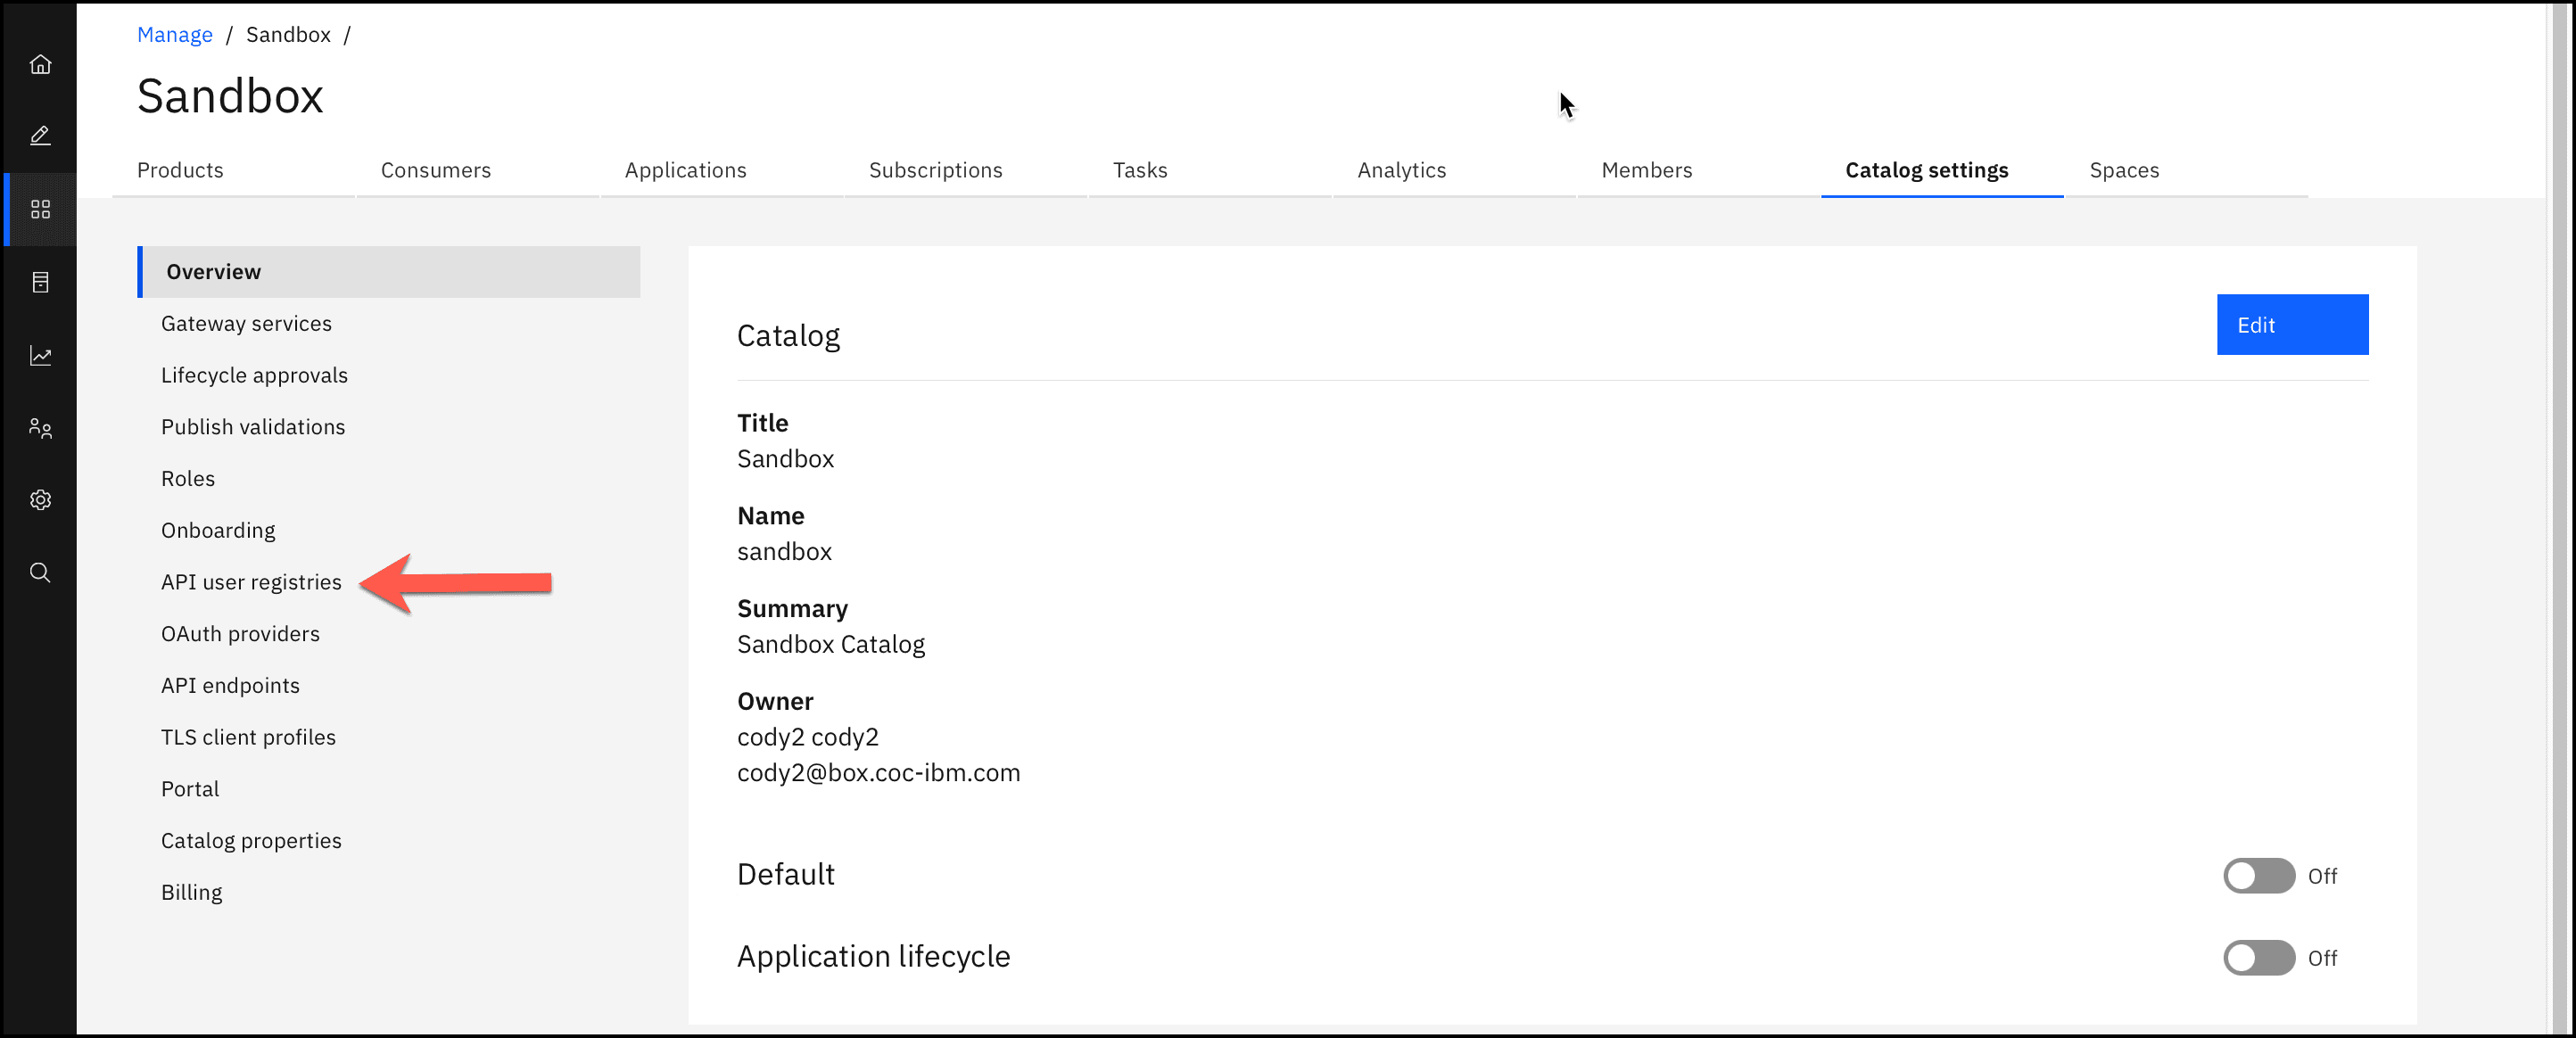 Manage / Sandbox /
Sandbox
Products Consumers Applications Subscriptions Tasks Analytics Members Catalog settings Spaces
Overview
Gateway services
Lifecycle approvals
Publish validations
Roles
Onboarding
API user registries
OAuth providers
API endpoints
TLS client profiles
Portal
Catalog properties
Billing
Catalog
Edit
Title
Sandbox
Name
sandbox
Summary
Sandbox Catalog
Owner
cody2 cody2
cody2@box.coc-ibm.com
Default
Off
Application lifecycle
Off